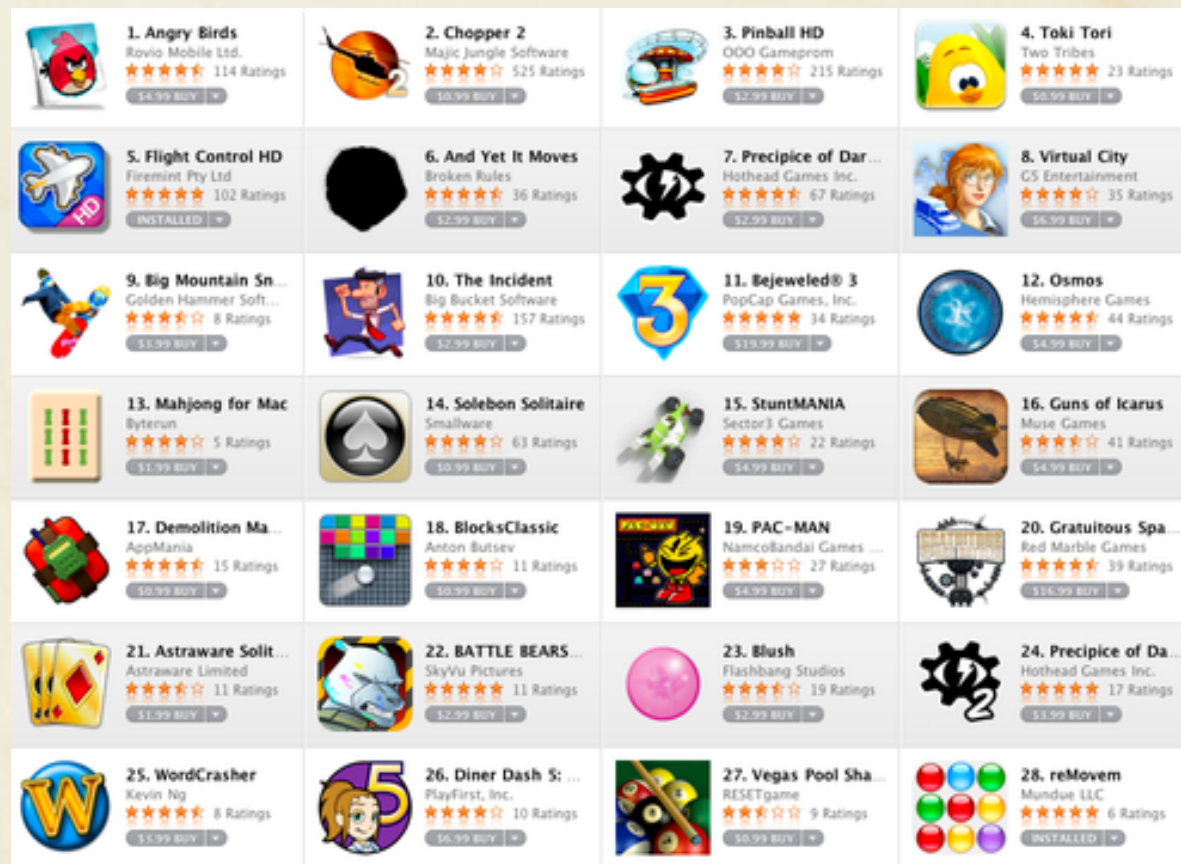 1. Angry Birds
Rovio Mobile Ltd.
114 Ratings
$4.99 BUY
2. Chopper 2
Majic Jungle Software
525 Ratings
$0.99 BUY
2
3. Pinball HD
OOO Gameprom
215 Ratings
$2.99 BUY
4. Toki Tori
Two Tribes
23 Ratings
$0.99 BUY
5. Flight Control HD
Firemint Pty Ltd
102 Ratings
INSTALLED
HD
6. And Yet It Moves
Broken Rules
36 Ratings
$2.99 BUY
7. Precipice of Dar...
Hothead Games Inc.
67 Ratings
$2.99 BUY
8. Virtual City
G5 Entertainment
35 Ratings
$6.99 BUY
9. Big Mountain Sn...
Golden Hammer Soft...
8 Ratings
$3.99 BUY
10. The Incident
Big Bucket Software
157 Ratings
$2.99 BUY
3
11. Bejeweled® 3
PopCap Games, Inc.
34 Ratings
$19.99 BUY
12. Osmos
Hemisphere Games
44 Ratings
$4.99 BUY
13. Mahjong for Mac
Byterun
5 Ratings
$1.99 BUY
14. Solebon Solitaire
Smallware
63 Ratings
$0.99 BUY
15. StuntMANIA
Sector3 Games
22 Ratings
$4.99 BUY
16. Guns of Icarus
Muse Games
41 Ratings
$4.99 BUY
17. Demolition Ma...
AppMania
15 Ratings
$0.99 BUY
18. BlocksClassic
Anton Butsev
11 Ratings
$0.99 BUY
PAC-MAN
19. PAC-MAN
NamcoBandai Games ...
27 Ratings
$4.99 BUY
20. Gratuitous Spa...
Red Marble Games
39 Ratings
$16.99 BUY
21. Astraware Solit...
Astraware Limited
11 Ratings
$1.99 BUY
22. BATTLE BEARS...
SkyVu Pictures
11 Ratings
$2.99 BUY
23. Blush
Flashbang Studios
19 Ratings
$2.99 BUY
2
24. Precipice of Da...
Hothead Games Inc.
17 Ratings
$3.99 BUY
W
25. WordCrasher
Kevin Ng
8 Ratings
$3.99 BUY
5
26. Diner Dash 5: ...
PlayFirst, Inc.
10 Ratings
$6.99 BUY
27. Vegas Pool Sha...
RESETgame
9 Ratings
$0.99 BUY
28. reMovem
Mundue LLC
6 Ratings
INSTALLED